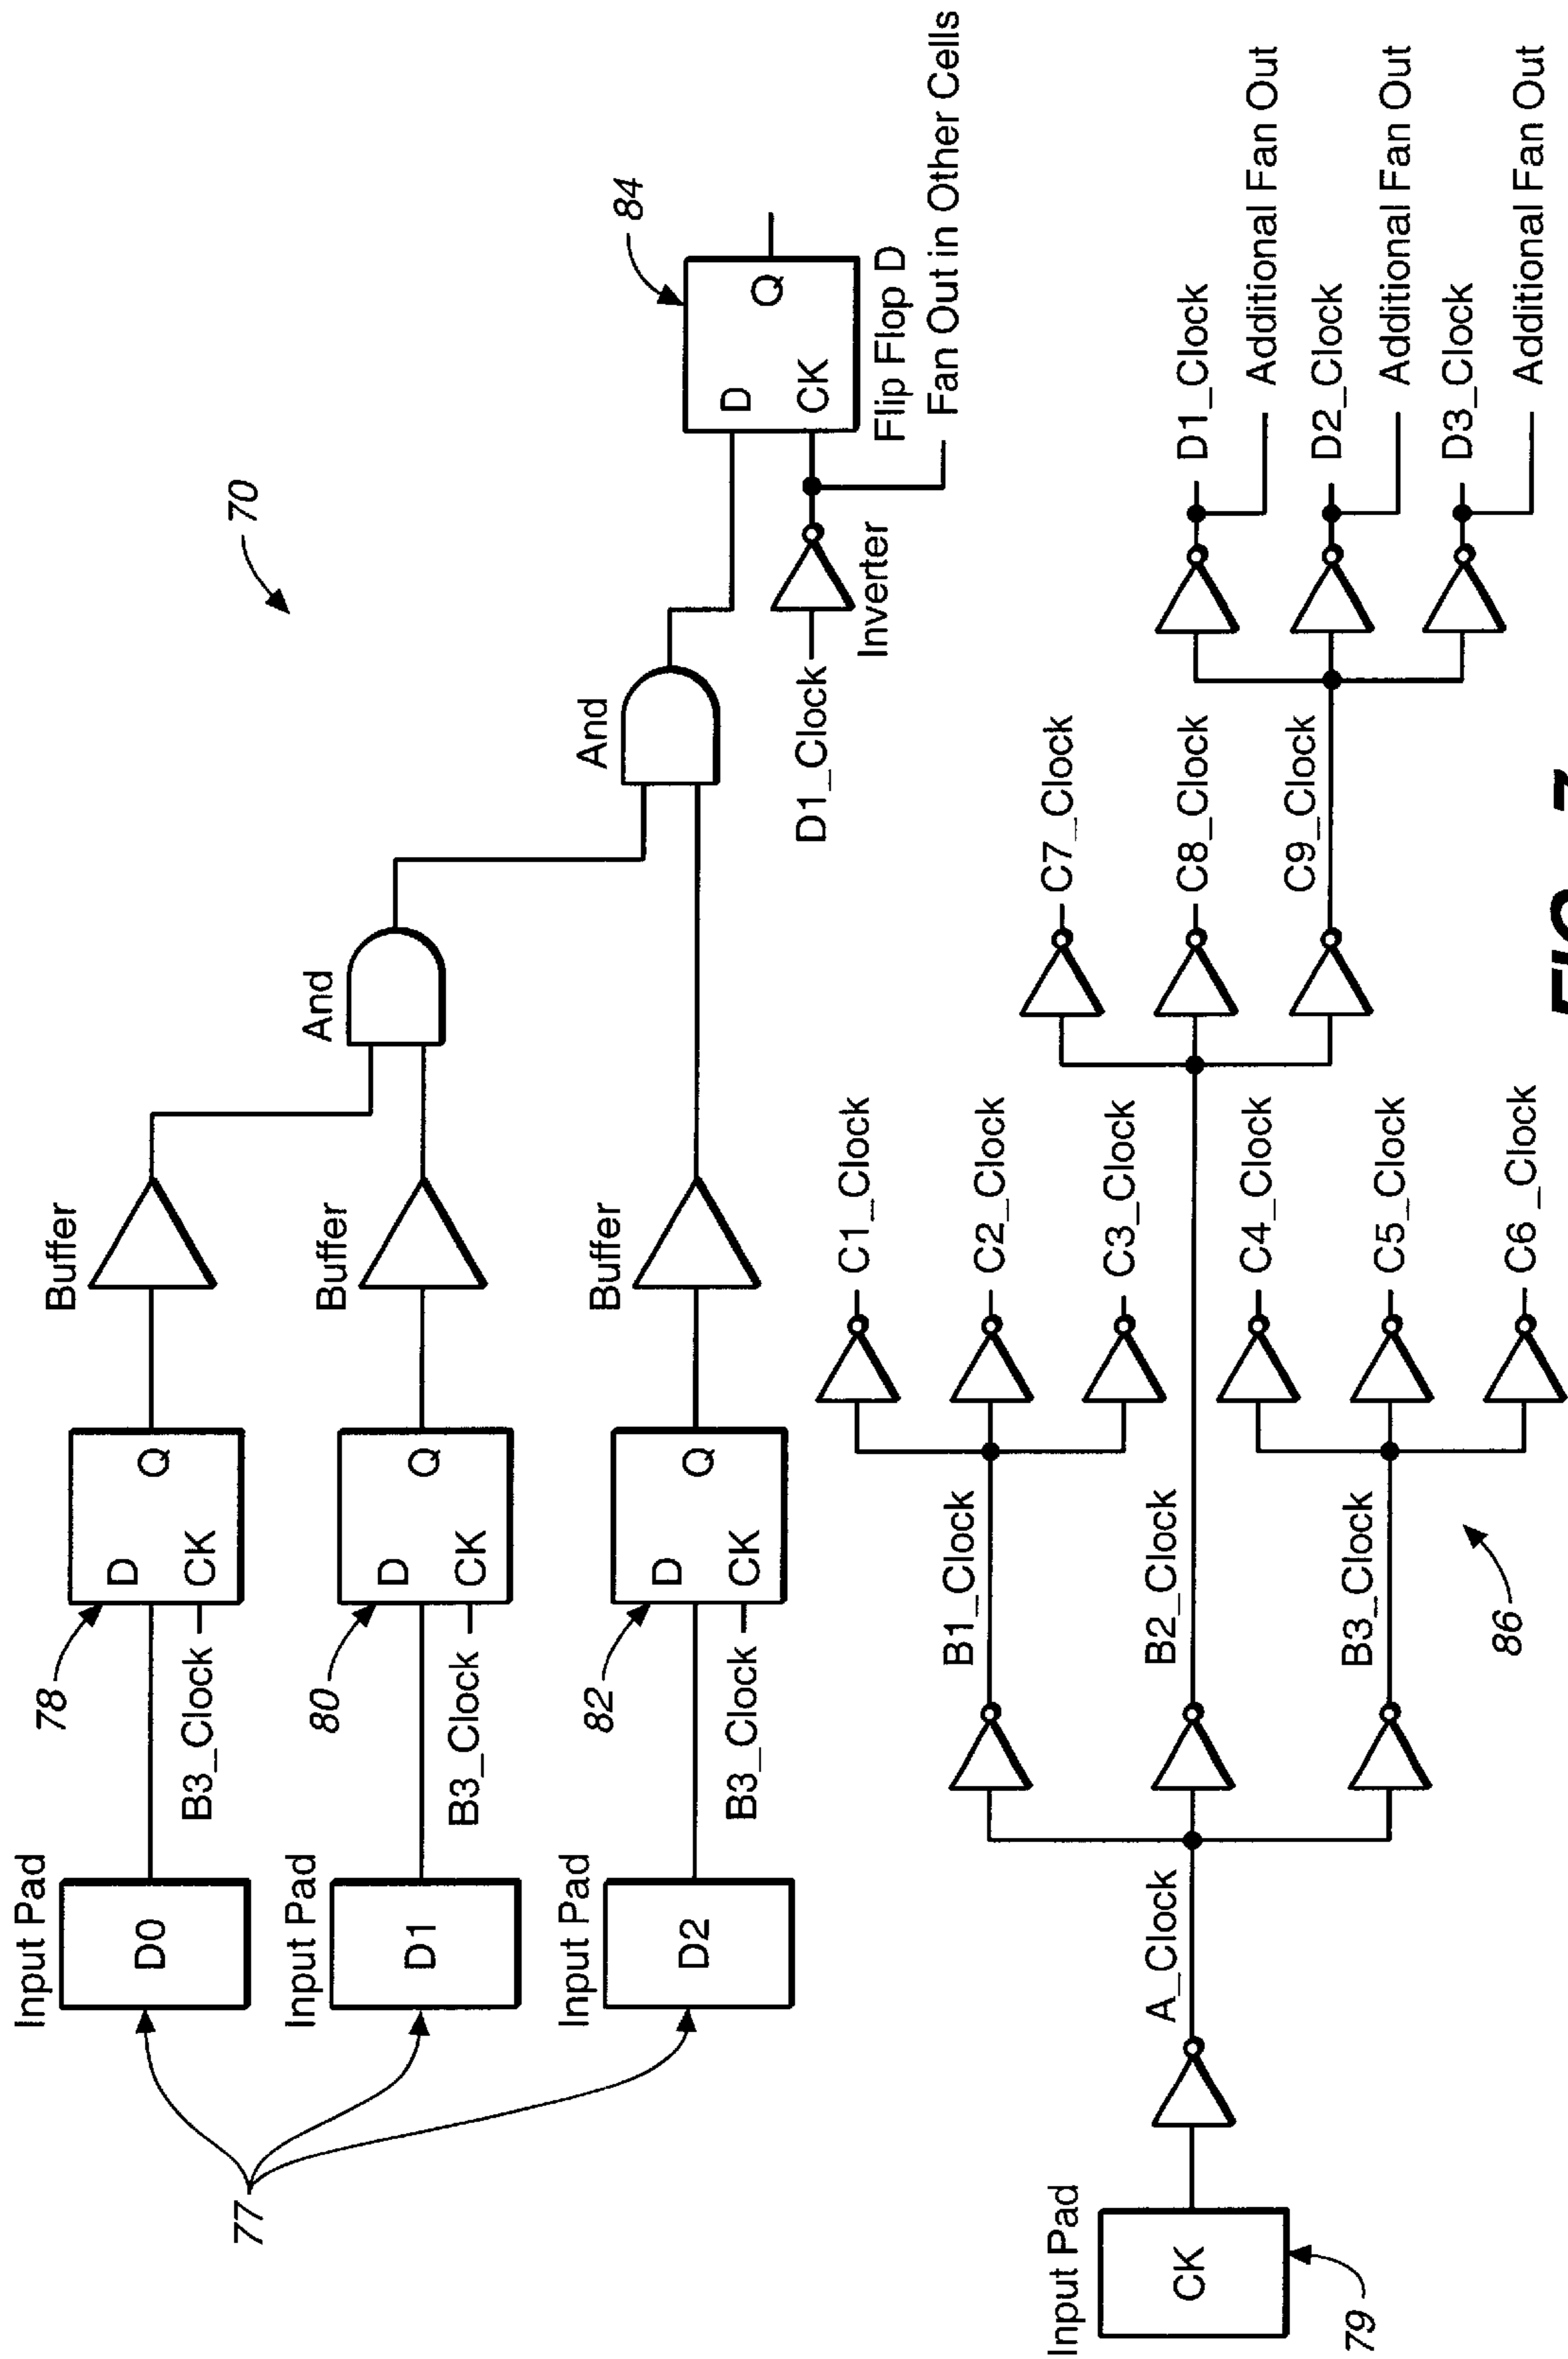 70
Input Pad
D0
78
D
Q
CK
B3_Clock
Buffer
And
Input Pad
D1
80
D
Q
CK
B3_Clock
Buffer
And
77
Input Pad
D2
82
D
Q
CK
B3_Clock
Buffer
84
D
Q
CK
Flip Flop D
D1_Clock
Inverter
Fan Out in Other Cells
Input Pad
CK
79
A_Clock
B1_Clock
B2_Clock
B3_Clock
86
C1_Clock
C2_Clock
C3_Clock
C4_Clock
C5_Clock
C6_Clock
C7_Clock
C8_Clock
C9_Clock
D1_Clock
Additional Fan Out
D2_Clock
Additional Fan Out
D3_Clock
Additional Fan Out